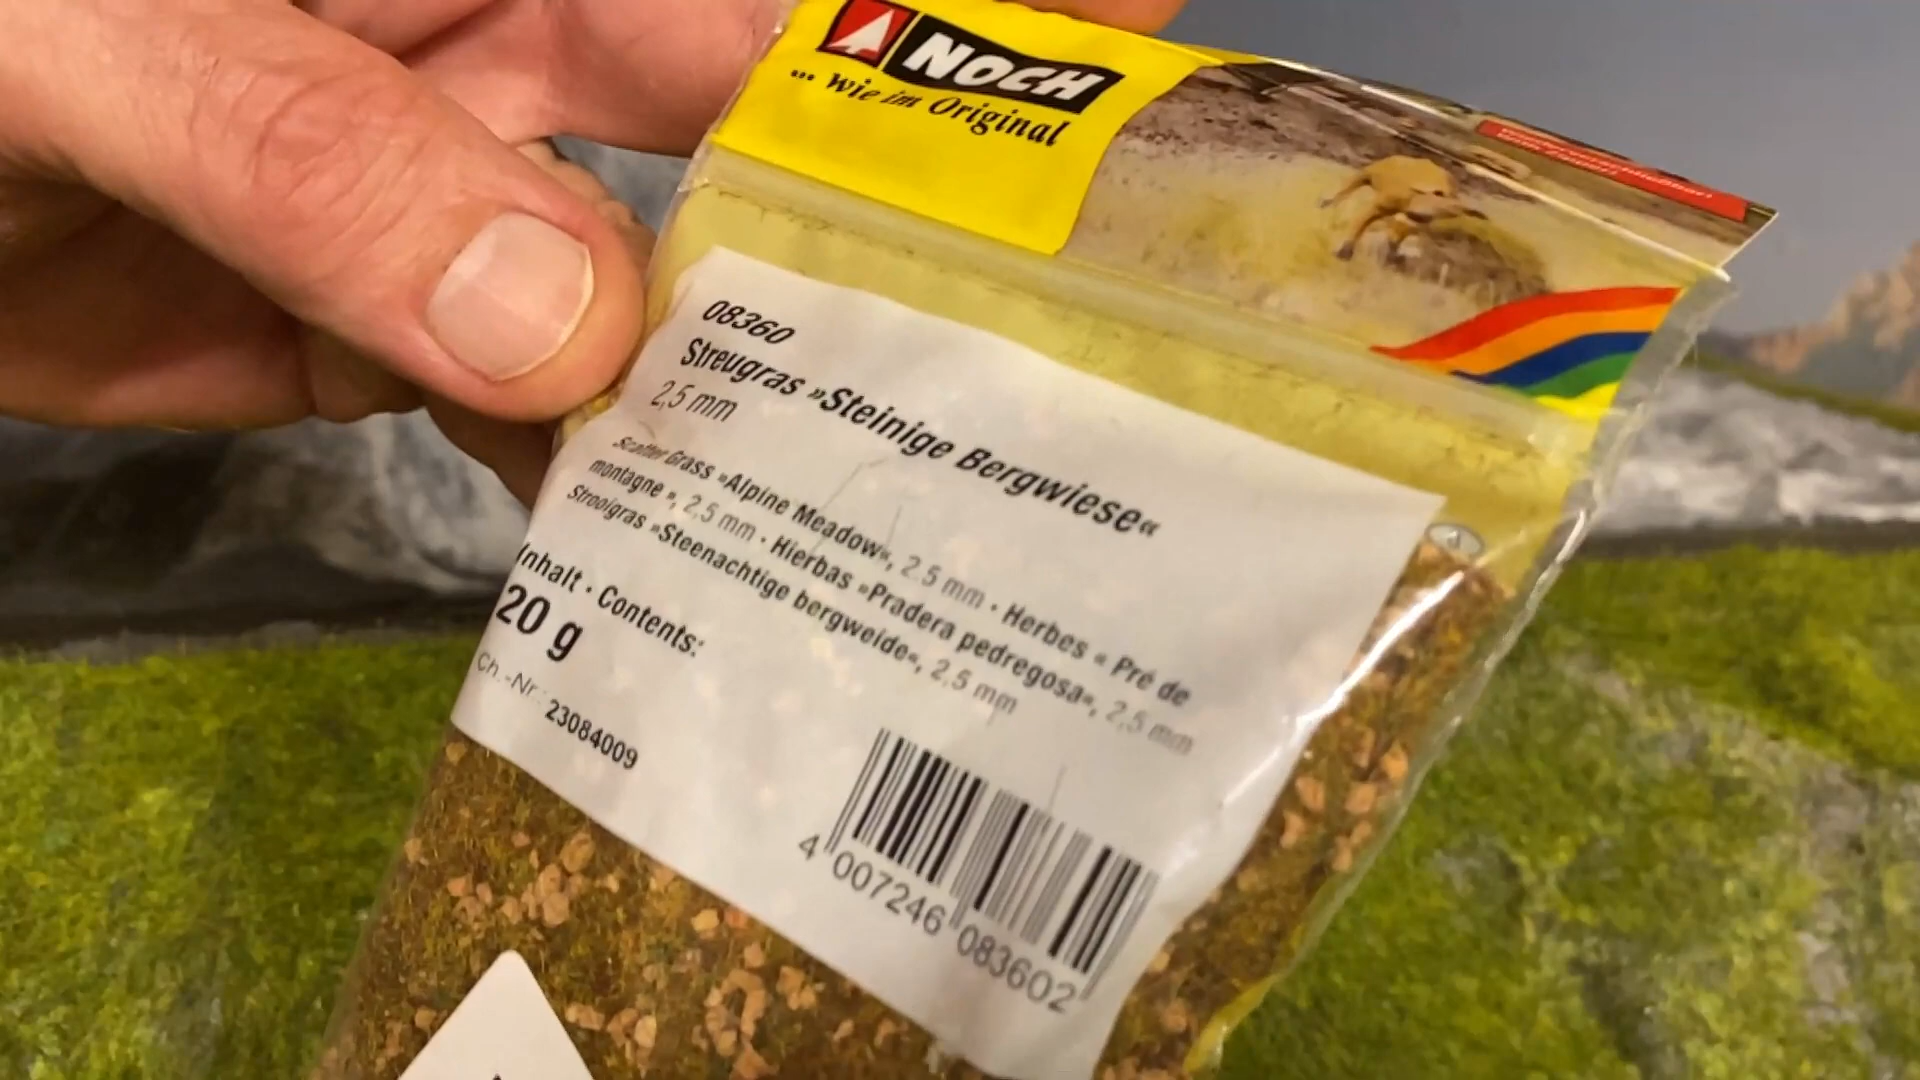 NOCH
... wie im Original
08360
Streugras »Steinige Bergwiese«
2,5 mm
Scatter Grass »Alpine Meadow«, 2,5 mm · Herbes « Pré de
montagne », 2,5 mm · Hierbas »Pradera pedregosa«, 2,5 mm
Strooigras »Steenachtige bergweide«, 2,5 mm
Inhalt · Contents:
20 g
Ch.-Nr.: 23084009
4 007246 083602